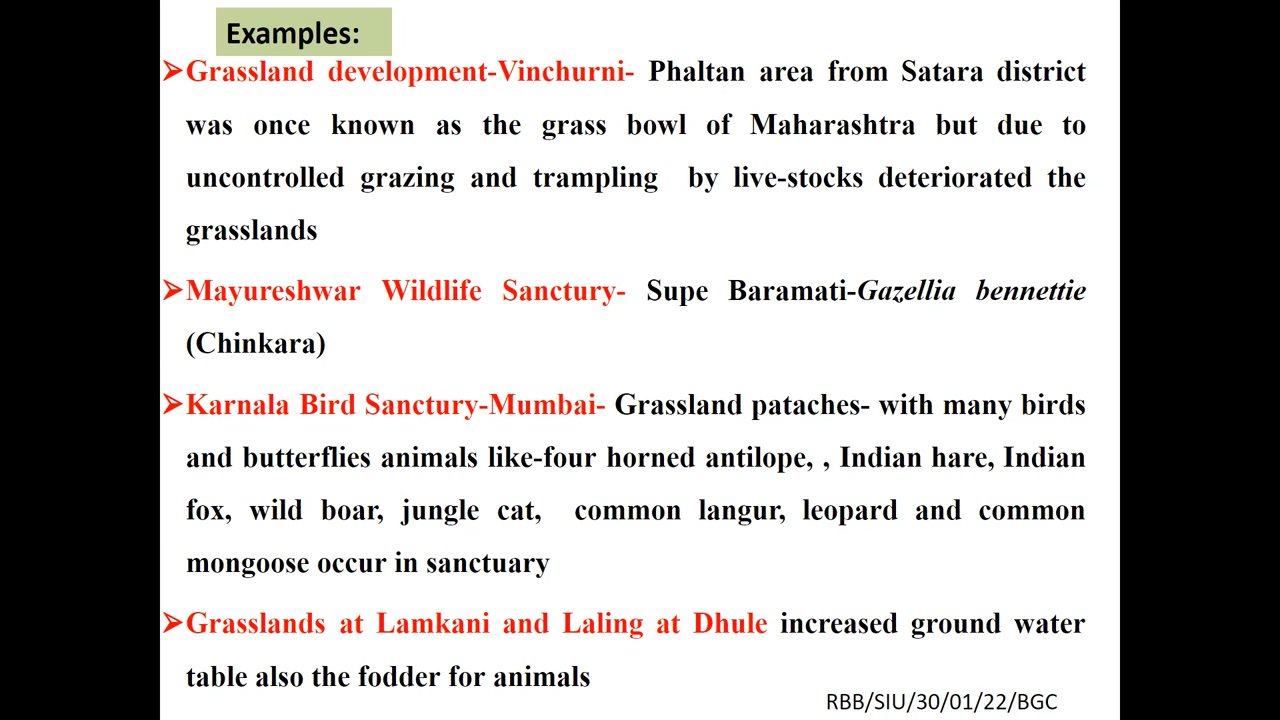 Examples:
➢Grassland development-Vinchurni- Phaltan area from Satara district
was once known as the grass bowl of Maharashtra but due to
uncontrolled grazing and trampling by live-stocks deteriorated the
grasslands
➢Mayureshwar Wildlife Sanctury- Supe Baramati-Gazellia bennettie
(Chinkara)
➢Karnala Bird Sanctury-Mumbai- Grassland pataches- with many birds
and butterflies animals like-four horned antilope, , Indian hare, Indian
fox, wild boar, jungle cat, common langur, leopard and common
mongoose occur in sanctuary
➢Grasslands at Lamkani and Laling at Dhule increased ground water
table also the fodder for animals
RBB/SIU/30/01/22/BGC